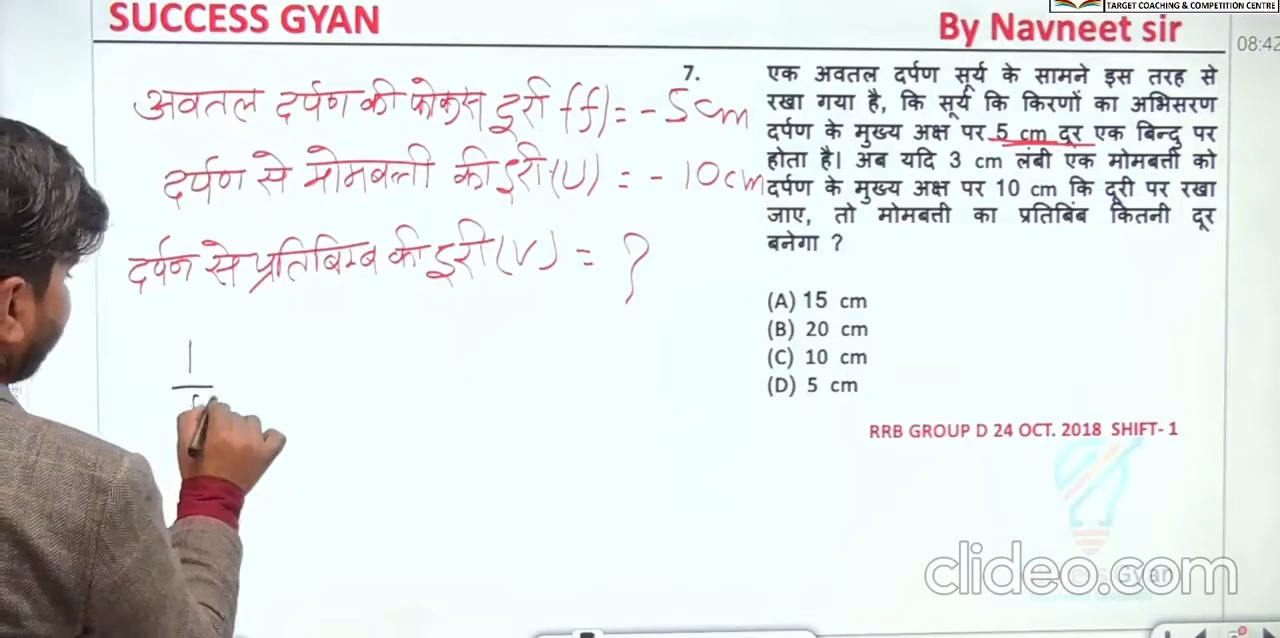 TARGET COACHING & COMPETITION CENTRE
SUCCESS GYAN
By Navneet sir
08:42
अवतल दर्पण की फोकस दूरी (f) = - 5cm
दर्पण से मोमबत्ती की दूरी (U) = - 10cm
दर्पन से प्रतिबिम्ब की दूरी (V) = ?
1
f
7.
एक अवतल दर्पण सूर्य के सामने इस तरह से
रखा गया है, कि सूर्य कि किरणों का अभिसरण
दर्पण के मुख्य अक्ष पर 5 cm दूर एक बिन्दु पर
होता है। अब यदि 3 cm लंबी एक मोमबत्ती को
दर्पण के मुख्य अक्ष पर 10 cm कि दूरी पर रखा
जाए, तो मोमबत्ती का प्रतिबिंब कितनी दूर
बनेगा ?
(A) 15 cm
(B) 20 cm
(C) 10 cm
(D) 5 cm
RRB GROUP D 24 OCT. 2018 SHIFT- 1
clideo.com